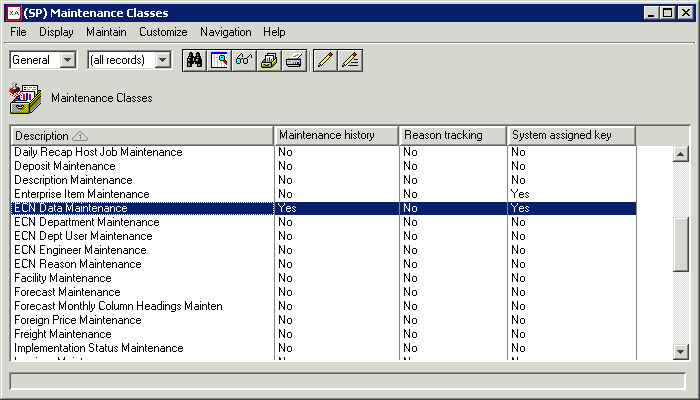 XA (SP) Maintenance Classes
File Display Maintain Customize Navigation Help
General (all records)
Maintenance Classes
Description 1 Maintenance history Reason tracking System assigned key
Daily Recap Host Job Maintenance No No No
Deposit Maintenance No No No
Description Maintenance No No No
Enterprise Item Maintenance No No Yes
ECN Data Maintenance Yes No Yes
ECN Department Maintenance No No No
ECN Dept User Maintenance No No No
ECN Engineer Maintenance No No No
ECN Reason Maintenance No No No
Facility Maintenance No No No
Forecast Maintenance No No No
Forecast Monthly Column Headings Mainten No No No
Foreign Price Maintenance No No No
Freight Maintenance No No No
Implementation Status Maintenance No No No